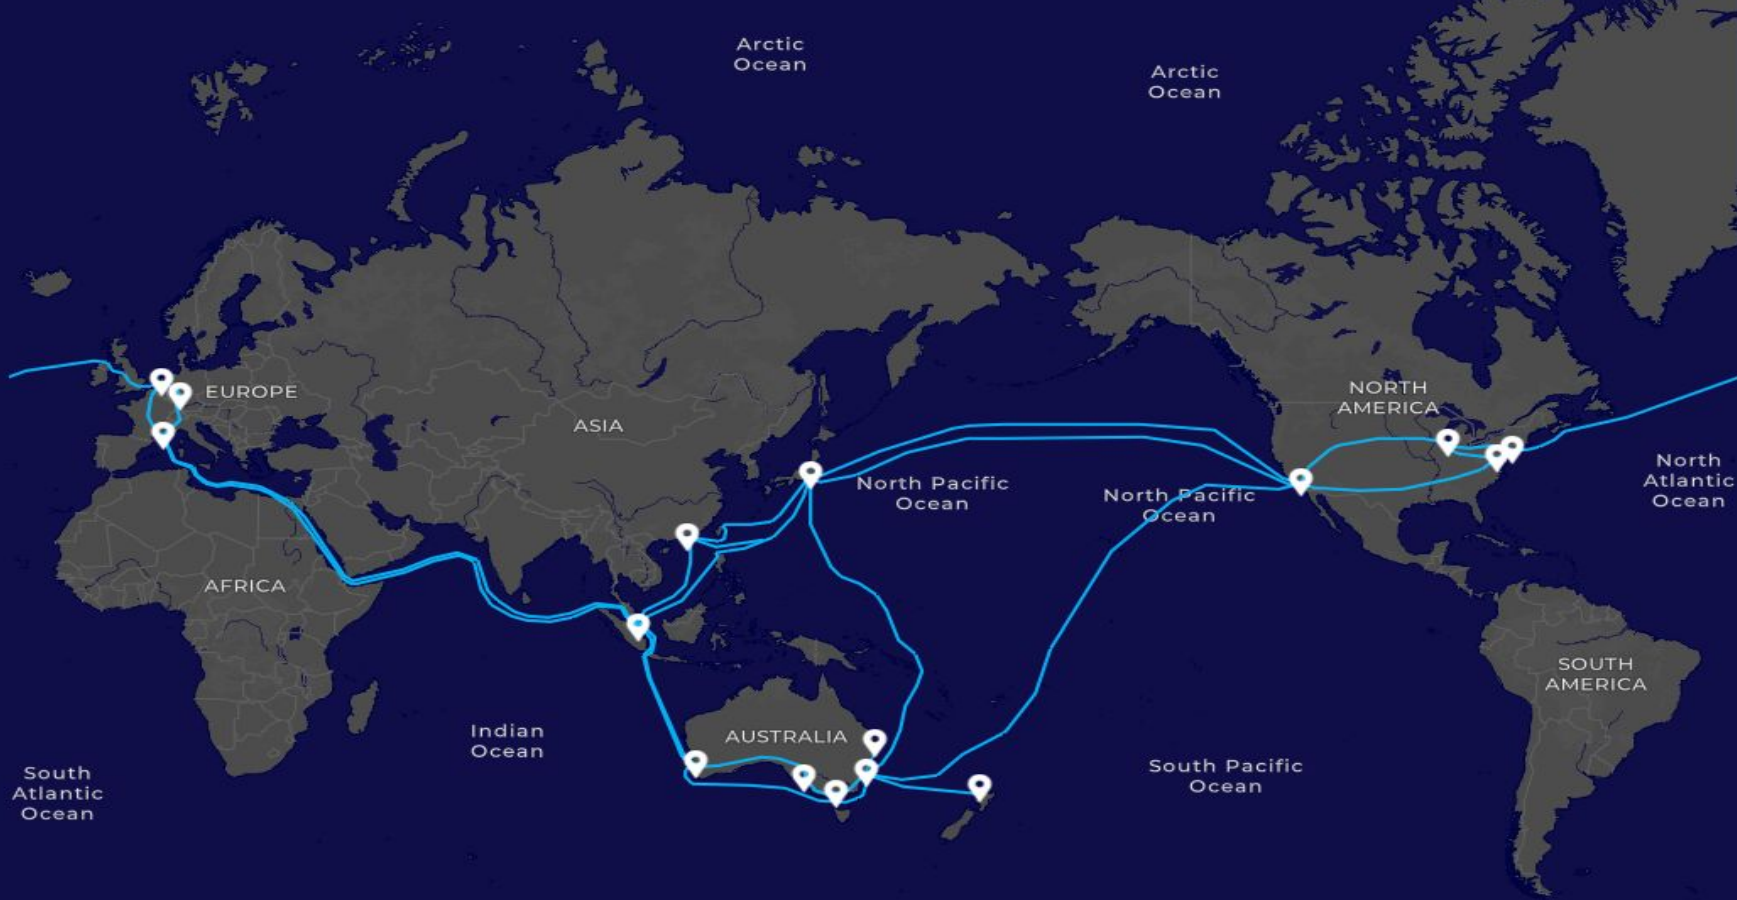 Arctic
Ocean
Arctic
Ocean
EUROPE
ASIA
NORTH
AMERICA
North Pacific
Ocean
North Pacific
Ocean
North
Atlantic
Ocean
AFRICA
SOUTH
AMERICA
Indian
Ocean
AUSTRALIA
South Pacific
Ocean
South
Atlantic
Ocean